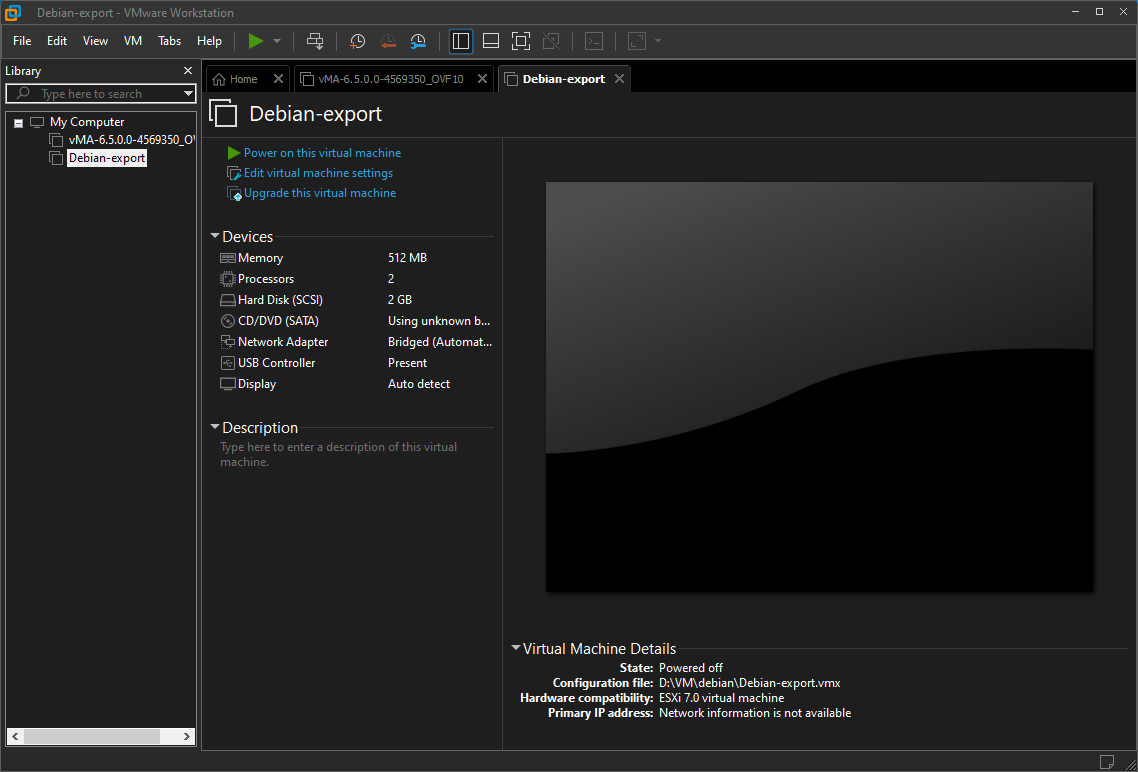 Debian-export - VMware Workstation
File Edit View VM Tabs Help
Library
Type here to search
My Computer
vMA-6.5.0.0-4569350_OV
Debian-export
Home
vMA-6.5.0.0-4569350_OVF10
Debian-export
Debian-export
Power on this virtual machine
Edit virtual machine settings
Upgrade this virtual machine
Devices
Memory 512 MB
Processors 2
Hard Disk (SCSI) 2 GB
CD/DVD (SATA) Using unknown b...
Network Adapter Bridged (Automat...
USB Controller Present
Display Auto detect
Description
Type here to enter a description of this virtual
machine.
Virtual Machine Details
State: Powered off
Configuration file: D:\VM\debian\Debian-export.vmx
Hardware compatibility: ESXi 7.0 virtual machine
Primary IP address: Network information is not available